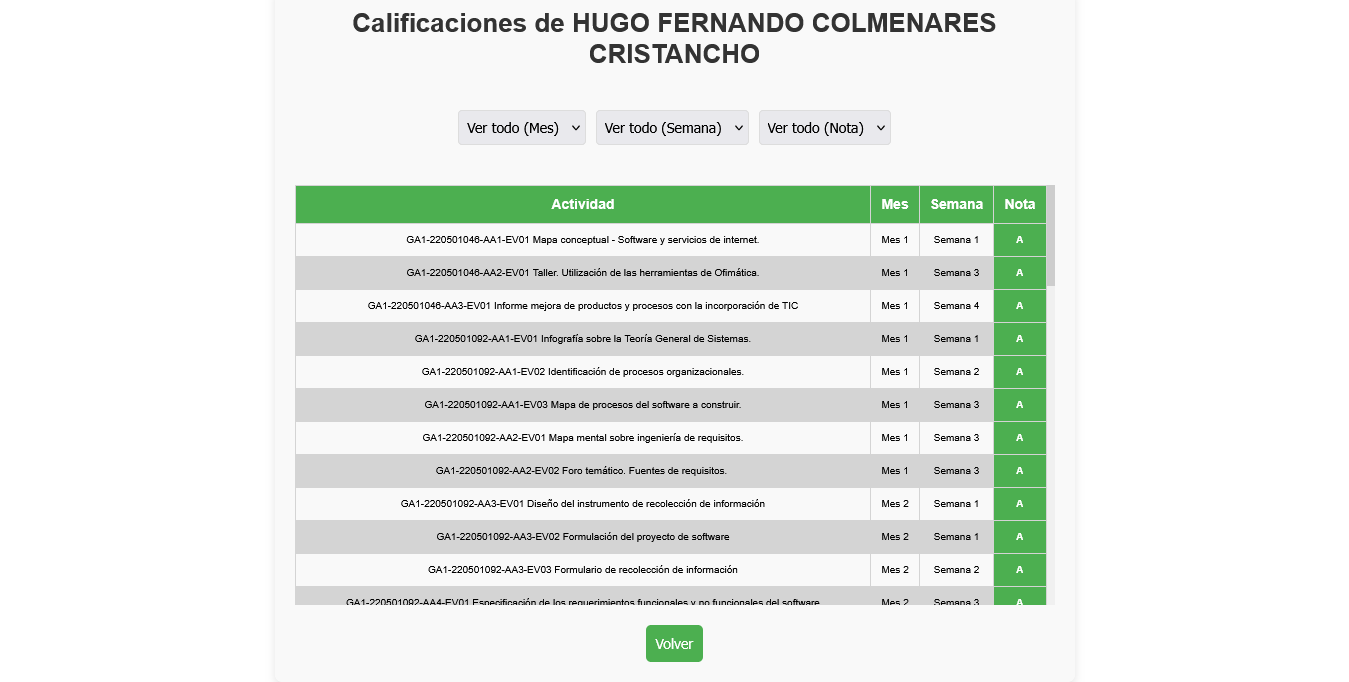 Calificaciones de HUGO FERNANDO COLMENARES
CRISTANCHO
Ver todo (Mes) Ver todo (Semana) Ver todo (Nota)
Actividad Mes Semana Nota
GA1-220501046-AA1-EV01 Mapa conceptual - Software y servicios de internet. Mes 1 Semana 1 A
GA1-220501046-AA2-EV01 Taller. Utilización de las herramientas de Ofimática. Mes 1 Semana 3 A
GA1-220501046-AA3-EV01 Informe mejora de productos y procesos con la incorporación de TIC Mes 1 Semana 4 A
GA1-220501092-AA1-EV01 Infografía sobre la Teoría General de Sistemas. Mes 1 Semana 1 A
GA1-220501092-AA1-EV02 Identificación de procesos organizacionales. Mes 1 Semana 2 A
GA1-220501092-AA1-EV03 Mapa de procesos del software a construir. Mes 1 Semana 3 A
GA1-220501092-AA2-EV01 Mapa mental sobre ingeniería de requisitos. Mes 1 Semana 3 A
GA1-220501092-AA2-EV02 Foro temático. Fuentes de requisitos. Mes 1 Semana 3 A
GA1-220501092-AA3-EV01 Diseño del instrumento de recolección de información Mes 2 Semana 1 A
GA1-220501092-AA3-EV02 Formulación del proyecto de software Mes 2 Semana 1 A
GA1-220501092-AA3-EV03 Formulario de recolección de información Mes 2 Semana 2 A
GA1-220501092-AA4-EV01 Especificación de los requerimientos funcionales y no funcionales del software Mes 2 Semana 3 A
Volver